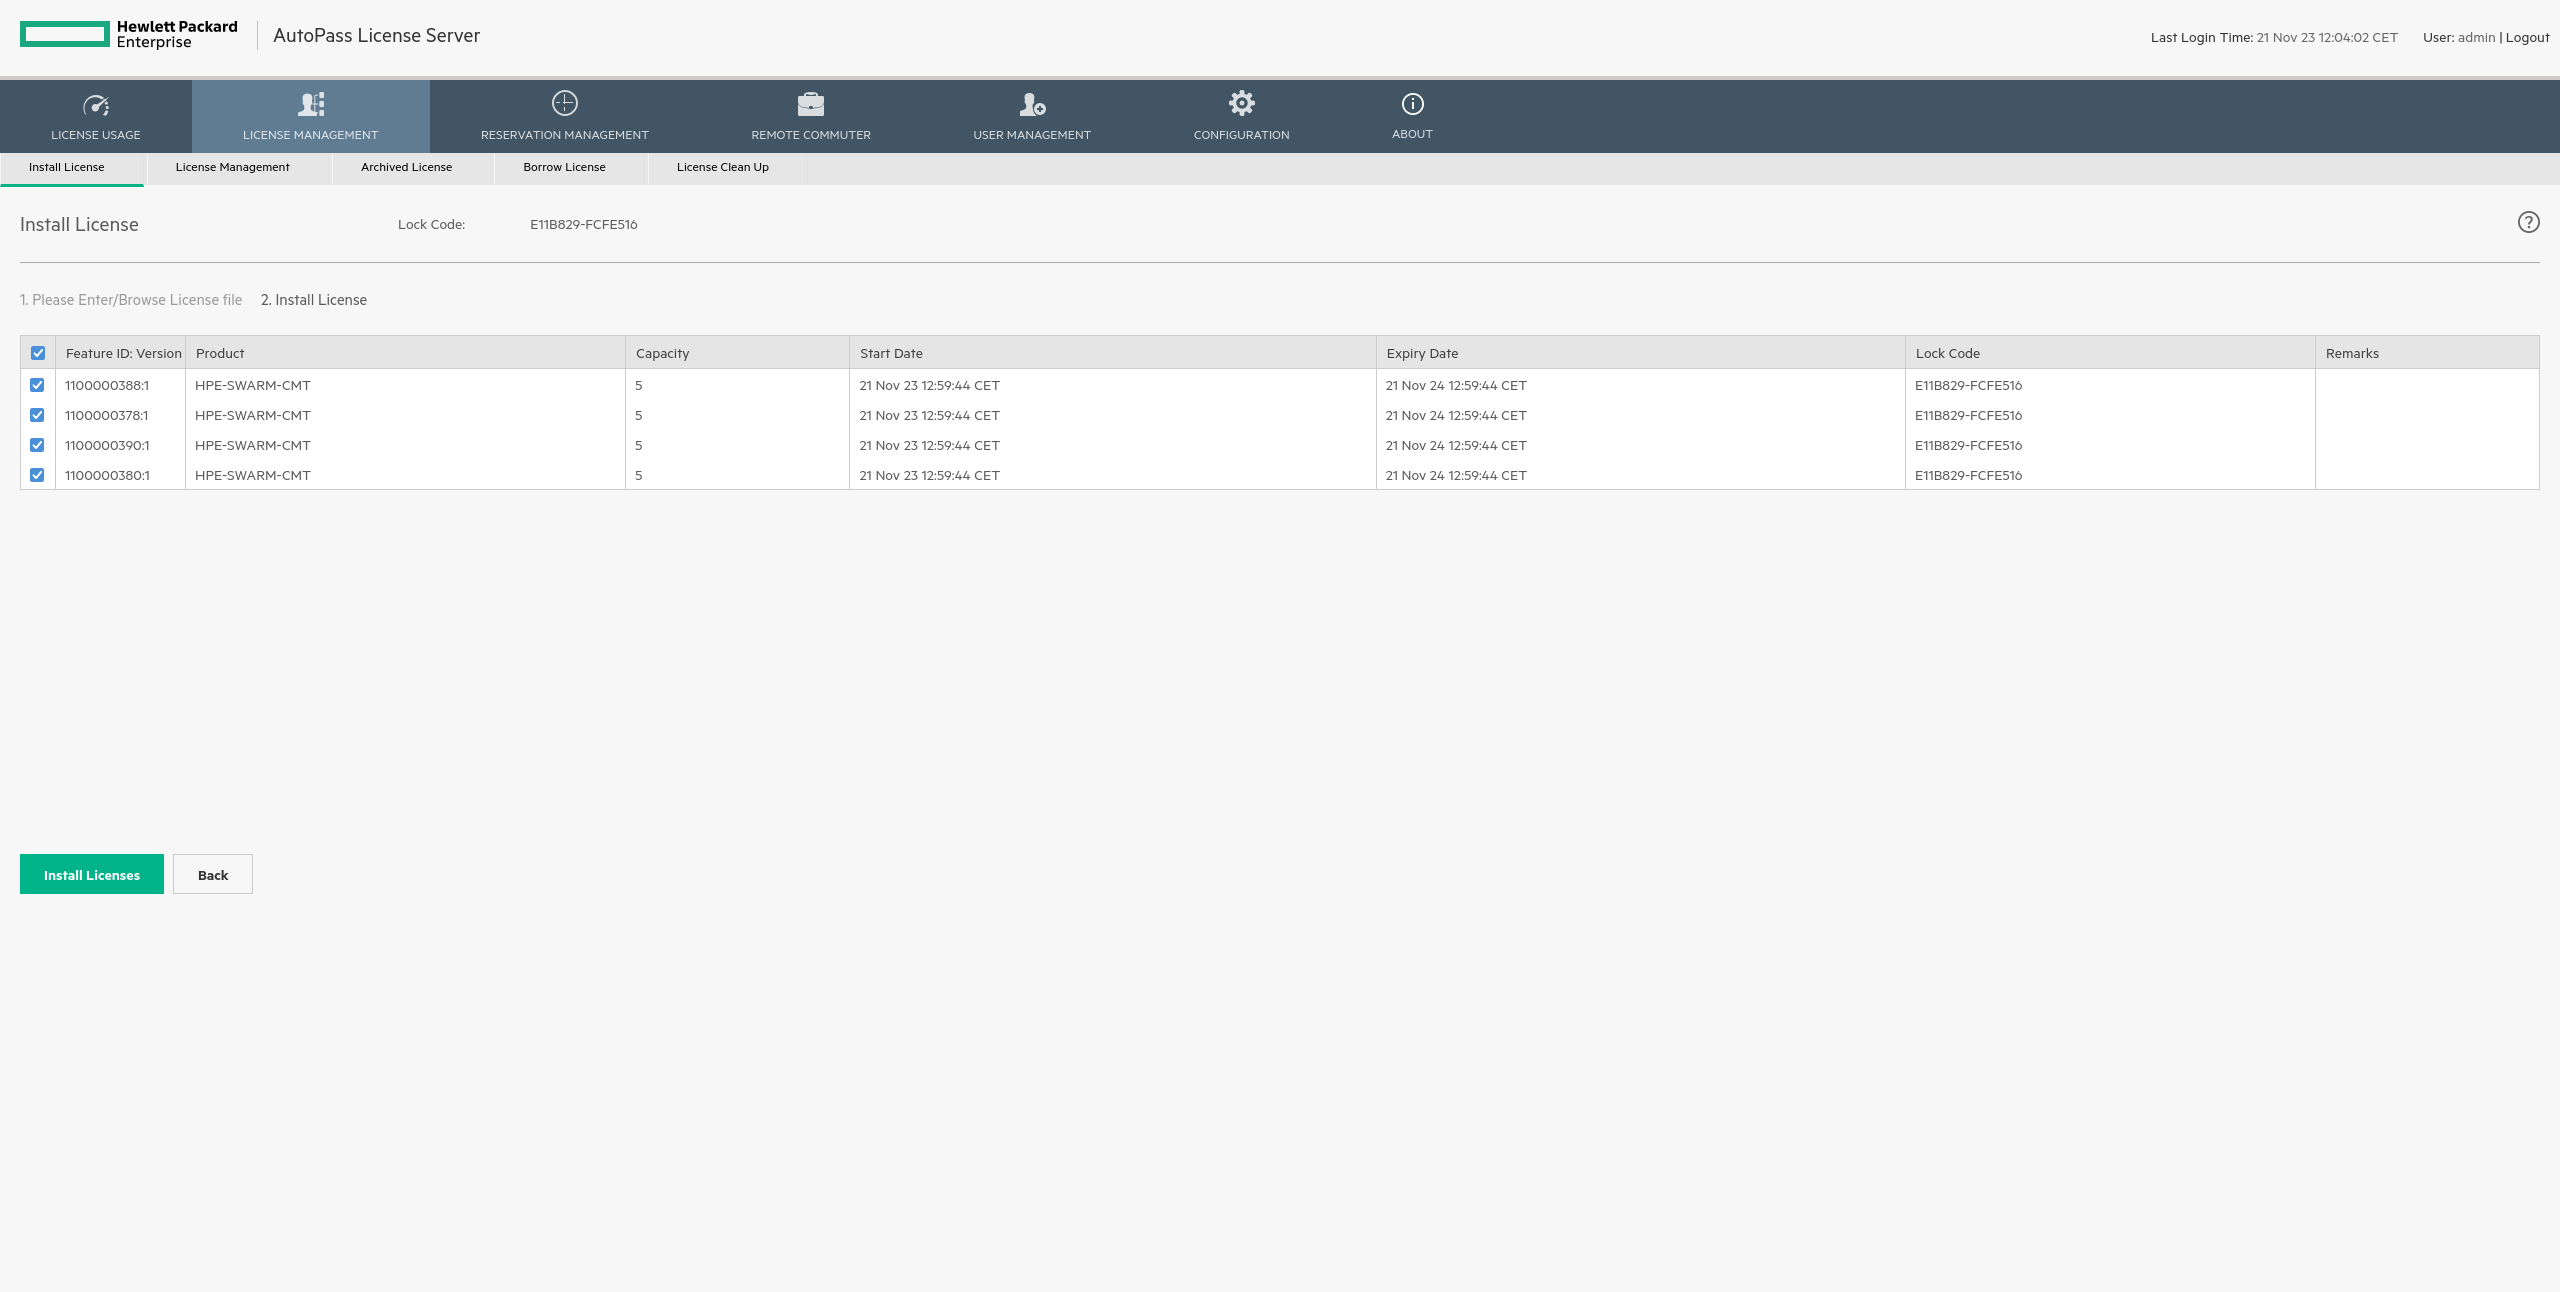 Hewlett Packard
Enterprise
AutoPass License Server
Last Login Time: 21 Nov 23 12:04:02 CET User: admin | Logout
LICENSE USAGE LICENSE MANAGEMENT RESERVATION MANAGEMENT REMOTE COMMUTER USER MANAGEMENT CONFIGURATION ABOUT
Install License License Management Archived License Borrow License License Clean Up
Install License Lock Code: E11B829-FCFE516
1. Please Enter/Browse License file 2. Install License
Feature ID: Version Product Capacity Start Date Expiry Date Lock Code Remarks
1100000388:1 HPE-SWARM-CMT 5 21 Nov 23 12:59:44 CET 21 Nov 24 12:59:44 CET E11B829-FCFE516
1100000378:1 HPE-SWARM-CMT 5 21 Nov 23 12:59:44 CET 21 Nov 24 12:59:44 CET E11B829-FCFE516
1100000390:1 HPE-SWARM-CMT 5 21 Nov 23 12:59:44 CET 21 Nov 24 12:59:44 CET E11B829-FCFE516
1100000380:1 HPE-SWARM-CMT 5 21 Nov 23 12:59:44 CET 21 Nov 24 12:59:44 CET E11B829-FCFE516
Install Licenses Back